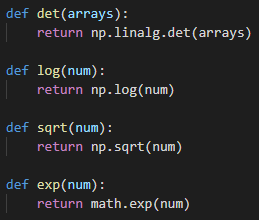 def det(arrays):
    return np.linalg.det(arrays)
def log(num):
    return np.log(num)
def sqrt(num):
    return np.sqrt(num)
def exp(num):
    return math.exp(num)